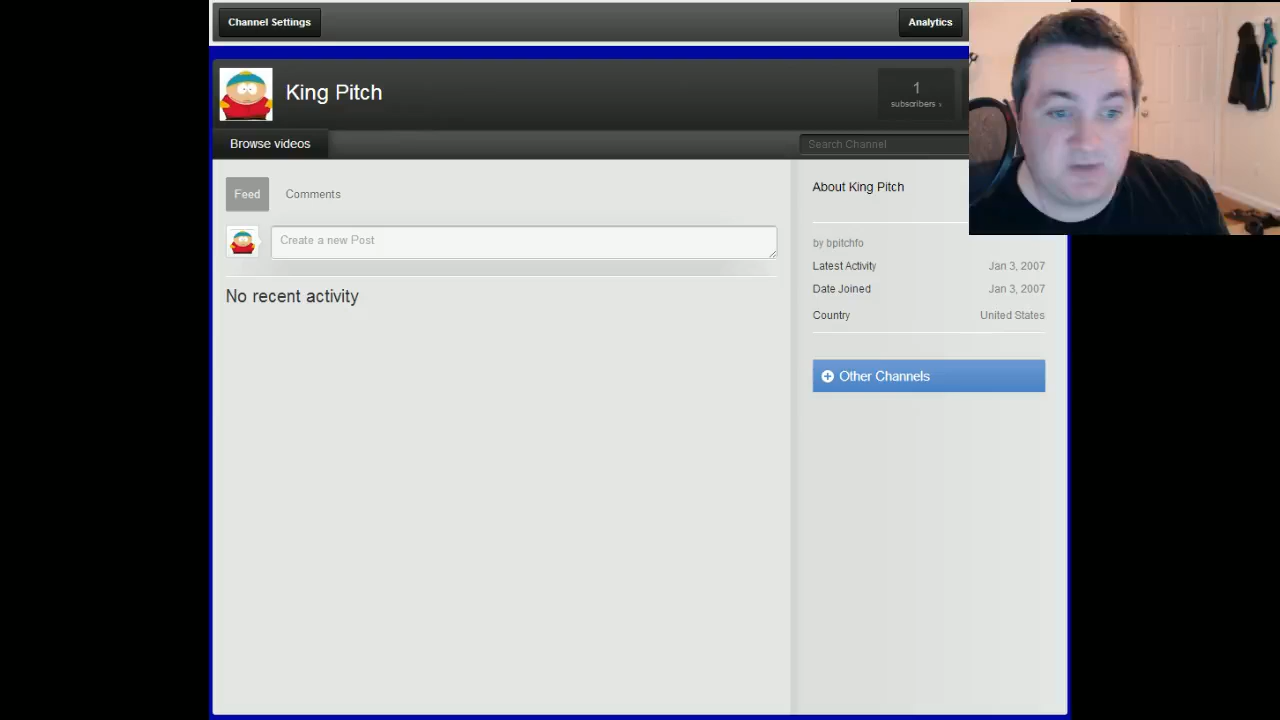 Channel Settings
Analytics
King Pitch
1
subscribers ›
Browse videos
Search Channel
Feed
Comments
About King Pitch
Create a new Post
by bpitchfo
Latest Activity Jan 3, 2007
Date Joined Jan 3, 2007
Country United States
No recent activity
Other Channels